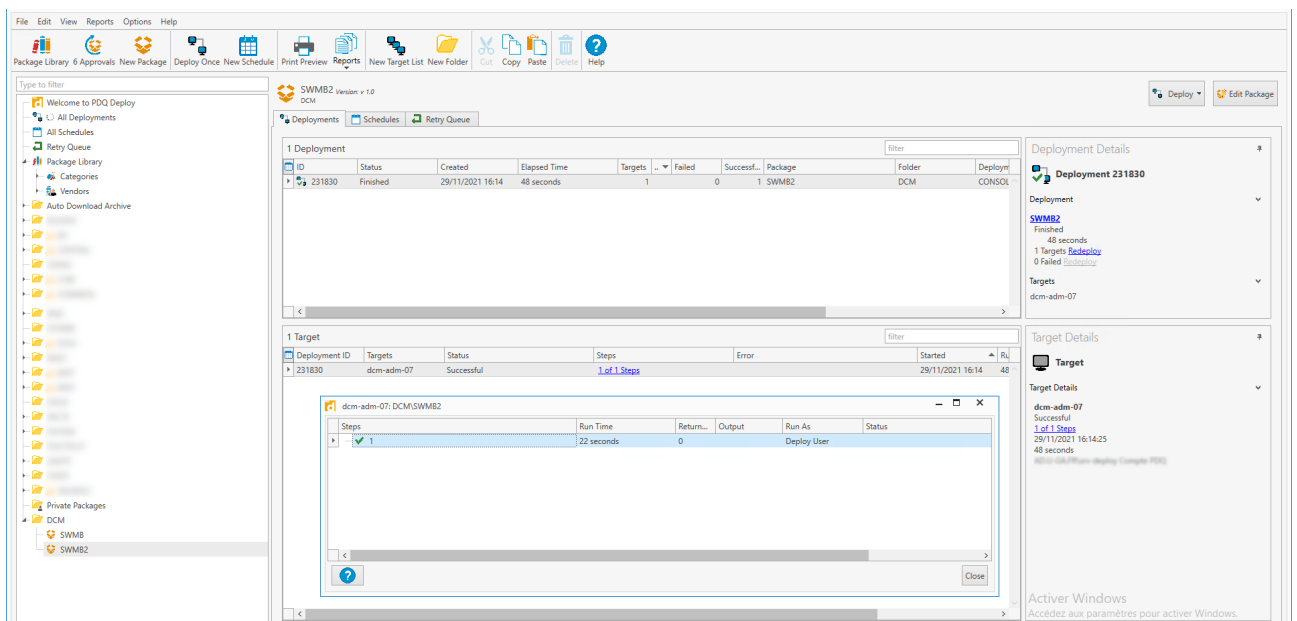 File Edit View Reports Options Help
Package Library 6 Approvals New Package Deploy Once New Schedule Print Preview Reports New Target List New Folder Cut Copy Paste Delete Help
Type to filter
Welcome to PDQ Deploy
All Deployments
All Schedules
Retry Queue
Package Library
Categories
Vendors
Auto Download Archive
Private Packages
DCM
SWMB
SWMB2
SWMB2 Version: v 1.0
DCM
Deploy
Edit Package
Deployments Schedules Retry Queue
1 Deployment
filter
ID Status Created Elapsed Time Targets .. Failed Successf... Package Folder Deploym
231830 Finished 29/11/2021 16:14 48 seconds 1 0 1 SWMB2 DCM CONSOL
1 Target
filter
Deployment ID Targets Status Steps Error Started Ru
231830 dcm-adm-07 Successful 1 of 1 Steps 29/11/2021 16:14 48
dcm-adm-07: DCM\SWMB2
Steps Run Time Return... Output Run As Status
1 22 seconds 0 Deploy User
Close
Deployment Details
Deployment 231830
Deployment
SWMB2
Finished
48 seconds
1 Targets Redeploy
0 Failed Redeploy
Targets
dcm-adm-07
Target Details
Target
Target Details
dcm-adm-07
Successful
1 of 1 Steps
29/11/2021 16:14:25
48 seconds
Activer Windows
Accédez aux paramètres pour activer Windows.